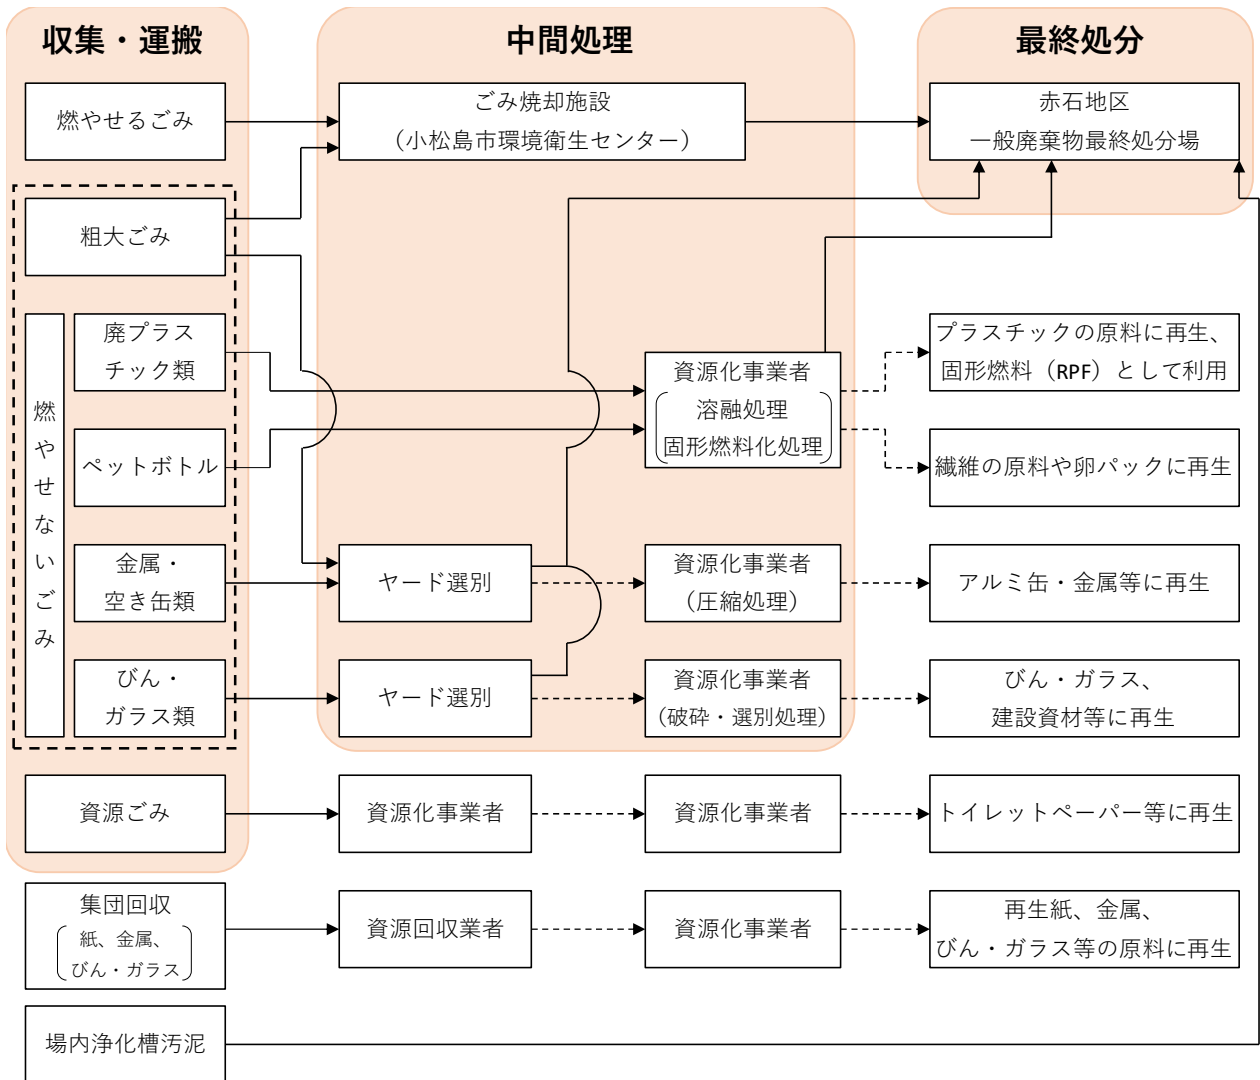 収集・運搬
中間処理
最終処分
燃やせるごみ
ごみ焼却施設
（小松島市環境衛生センター）
赤石地区
一般廃棄物最終処分場
粗大ごみ
燃やせないごみ
廃プラス
チック類
資源化事業者
溶融処理
固形燃料化処理
プラスチックの原料に再生、
固形燃料（RPF）として利用
ペットボトル
繊維の原料や卵パックに再生
金属・
空き缶類
ヤード選別
資源化事業者
（圧縮処理）
アルミ缶・金属等に再生
びん・
ガラス類
ヤード選別
資源化事業者
（破砕・選別処理）
びん・ガラス、
建設資材等に再生
資源ごみ
資源化事業者
資源化事業者
トイレットペーパー等に再生
集団回収
紙、金属、
びん・ガラス
資源回収業者
資源化事業者
再生紙、金属、
びん・ガラス等の原料に再生
場内浄化槽汚泥